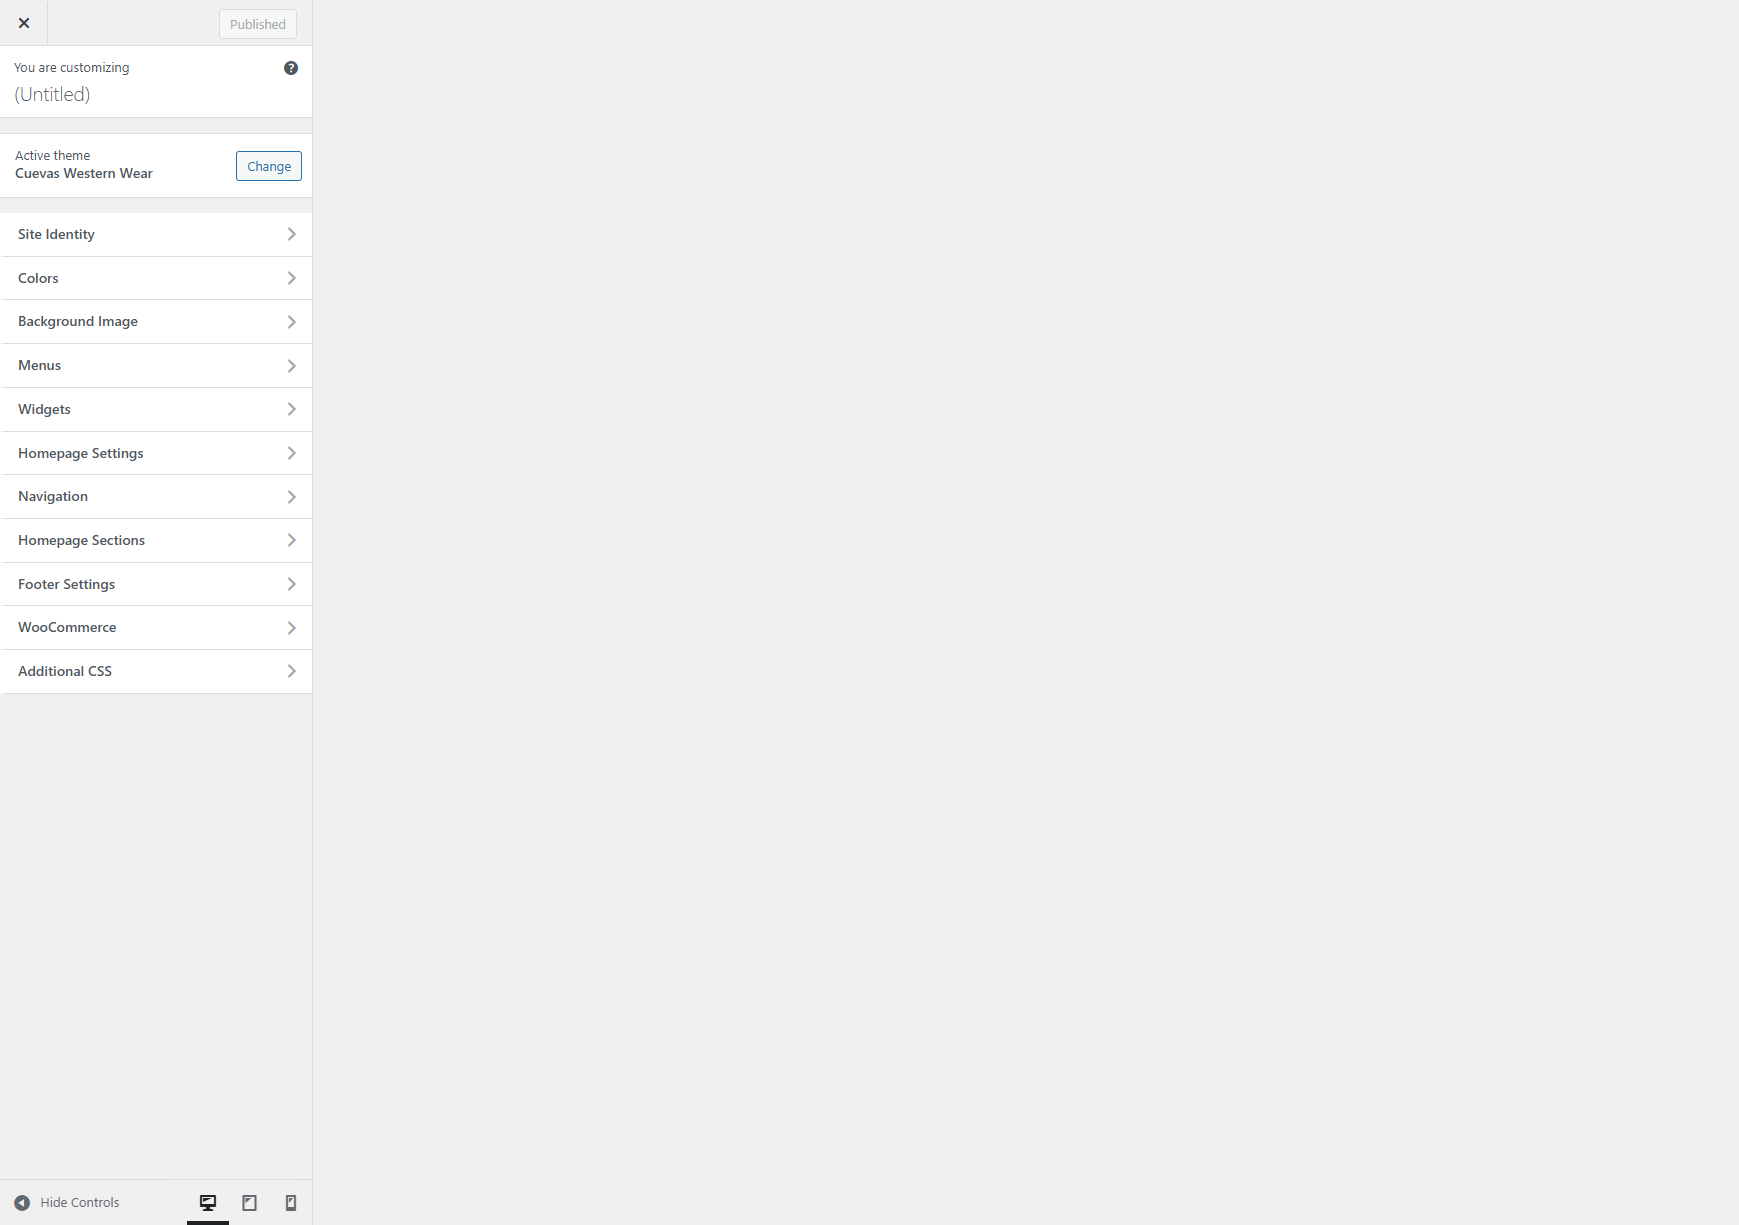 Published
You are customizing
(Untitled)
Active theme
Cuevas Western Wear
Change
Site Identity
Colors
Background Image
Menus
Widgets
Homepage Settings
Navigation
Homepage Sections
Footer Settings
WooCommerce
Additional CSS
Hide Controls